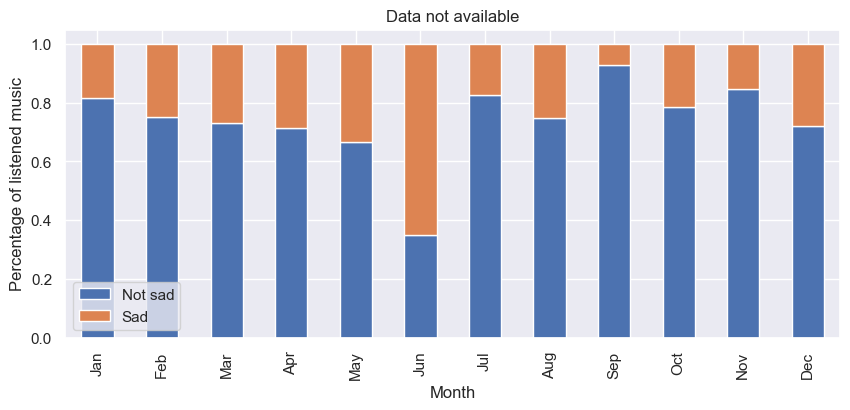 Data not available
Percentage of listened music
1.0
0.8
0.6
0.4
0.2
0.0
Not sad
Sad
Jan Feb Mar Apr May Jun Jul Aug Sep Oct Nov Dec
Month